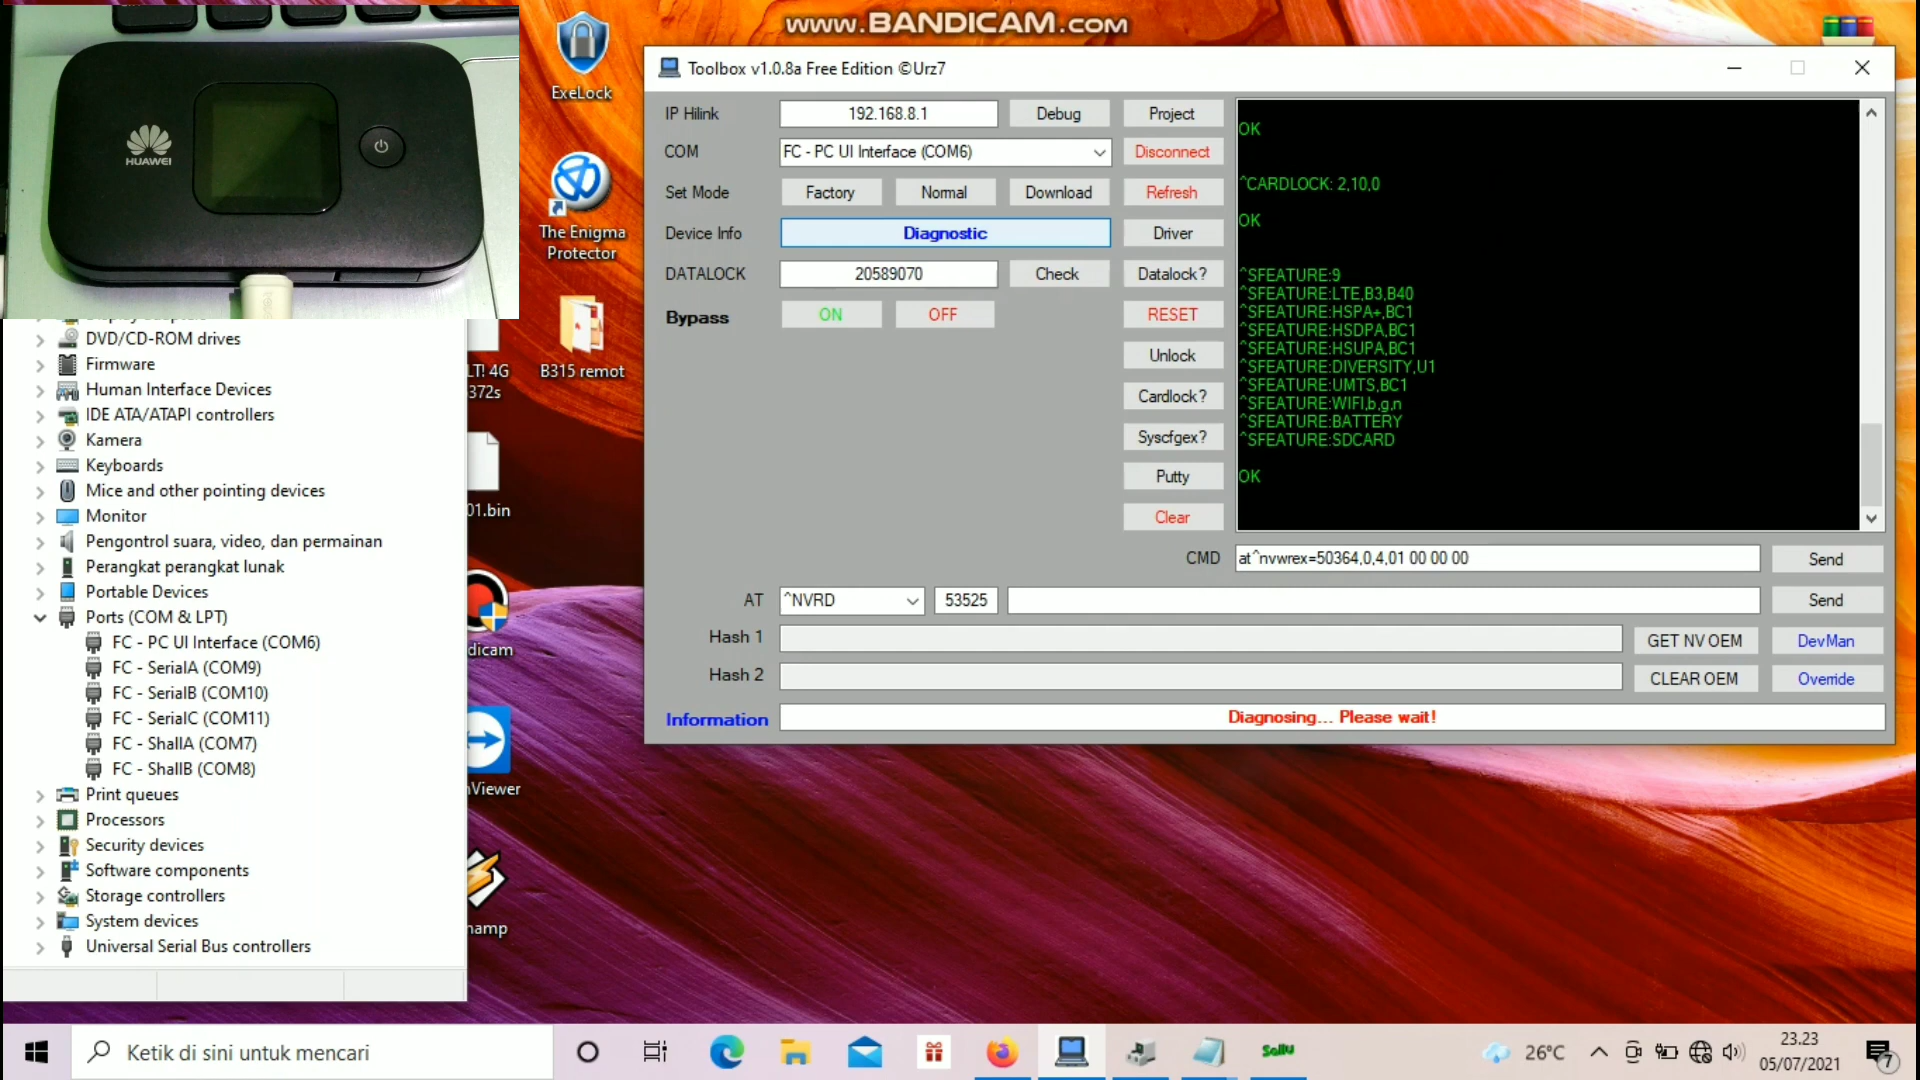 www.BANDICAM.com
HUAWEI
ExeLock
The Enigma
Protector
LT! 4G
372s
B315 remot
01.bin
dicam
nViewer
namp
DVD/CD-ROM drives
Firmware
Human Interface Devices
IDE ATA/ATAPI controllers
Kamera
Keyboards
Mice and other pointing devices
Monitor
Pengontrol suara, video, dan permainan
Perangkat perangkat lunak
Portable Devices
Ports (COM & LPT)
FC - PC UI Interface (COM6)
FC - SerialA (COM9)
FC - SerialB (COM10)
FC - SerialC (COM11)
FC - ShallA (COM7)
FC - ShallB (COM8)
Print queues
Processors
Security devices
Software components
Storage controllers
System devices
Universal Serial Bus controllers
Toolbox v1.0.8a Free Edition ©Urz7
IP Hilink 192.168.8.1 Debug Project
COM FC - PC UI Interface (COM6) Disconnect
Set Mode Factory Normal Download Refresh
Device Info Diagnostic Driver
DATALOCK 20589070 Check Datalock?
Bypass ON OFF RESET
Unlock
Cardlock?
Syscfgex?
Putty
Clear
OK
^CARDLOCK: 2,10,0
OK
^SFEATURE:9
^SFEATURE:LTE,B3,B40
^SFEATURE:HSPA+,BC1
^SFEATURE:HSDPA,BC1
^SFEATURE:HSUPA,BC1
^SFEATURE:DIVERSITY,U1
^SFEATURE:UMTS,BC1
^SFEATURE:WIFI,b,g,n
^SFEATURE:BATTERY
^SFEATURE:SDCARD
OK
CMD at^nvwrex=50364,0,4,01 00 00 00 Send
AT ^NVRD 53525 Send
Hash 1 GET NV OEM DevMan
Hash 2 CLEAR OEM Override
Information Diagnosing... Please wait!
Ketik di sini untuk mencari
26°C
23.23
05/07/2021
7